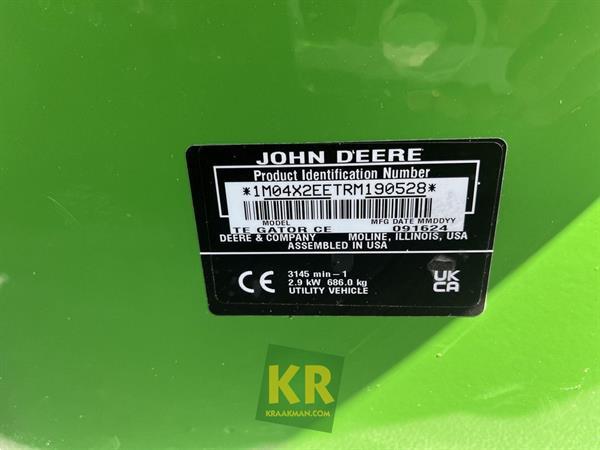 JOHN DEERE
Product Identification Number
*1M04X2EETRM190528*
MODEL MFG DATE MMDDYY
TE GATOR CE 091624
DEERE & COMPANY MOLINE, ILLINOIS, USA
ASSEMBLED IN USA
CE
3145 min-1
2.9 kW 686.0 kg
UTILITY VEHICLE
UK
CA
KR
KRAAKMAN.COM